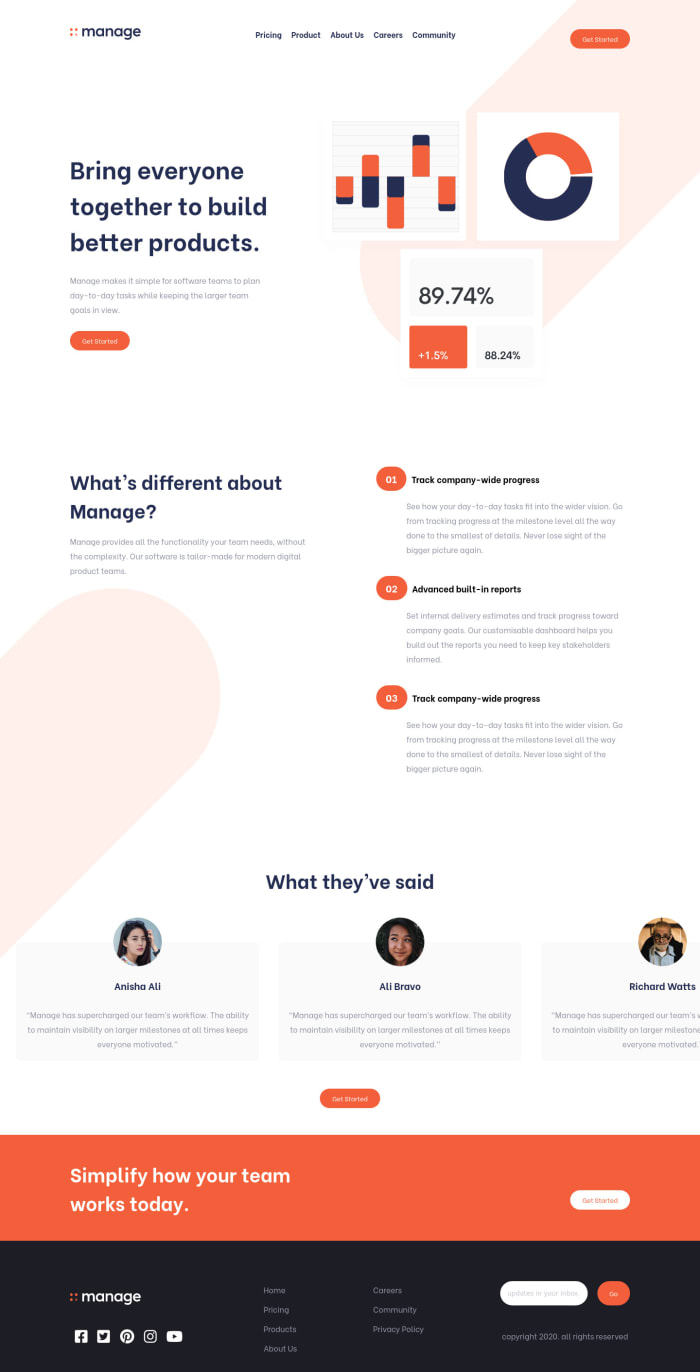 manage
Pricing Product About Us Careers Community
Get Started
Bring everyone
together to build
better products.
Manage makes it simple for software teams to plan
day-to-day tasks while keeping the larger team
goals in view.
Get Started
89.74%
+1.5%
88.24%
What's different about
Manage?
Manage provides all the functionality your team needs, without
the complexity. Our software is tailor-made for modern digital
product teams.
01 Track company-wide progress
See how your day-to-day tasks fit into the wider vision. Go
from tracking progress at the milestone level all the way
done to the smallest of details. Never lose sight of the
bigger picture again.
02 Advanced built-in reports
Set internal delivery estimates and track progress toward
company goals. Our customisable dashboard helps you
build out the reports you need to keep key stakeholders
informed.
03 Track company-wide progress
See how your day-to-day tasks fit into the wider vision. Go
from tracking progress at the milestone level all the way
done to the smallest of details. Never lose sight of the
bigger picture again.
What they've said
Anisha Ali
"Manage has supercharged our team's workflow. The ability
to maintain visibility on larger milestones at all times keeps
everyone motivated."
Ali Bravo
"Manage has supercharged our team's workflow. The ability
to maintain visibility on larger milestones at all times keeps
everyone motivated."
Richard Watts
"Manage has supercharged our team's
to maintain visibility on larger milestones
everyone motivated.
Get Started
Simplify how your team
works today.
Get Started
manage
Home
Pricing
Products
About Us
Careers
Community
Privacy Policy
updates in your inbox.
Go
copyright 2020. all rights reserved